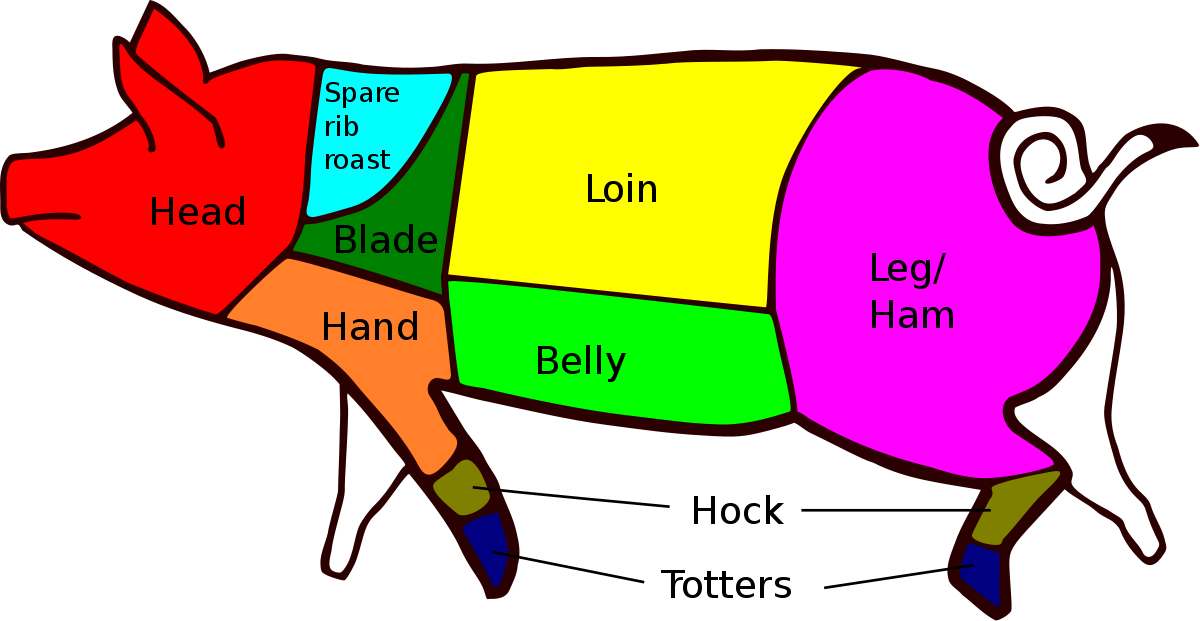 Spare
rib
roast
Head
Blade
Loin
Leg/
Ham
Hand
Belly
Hock
Totters